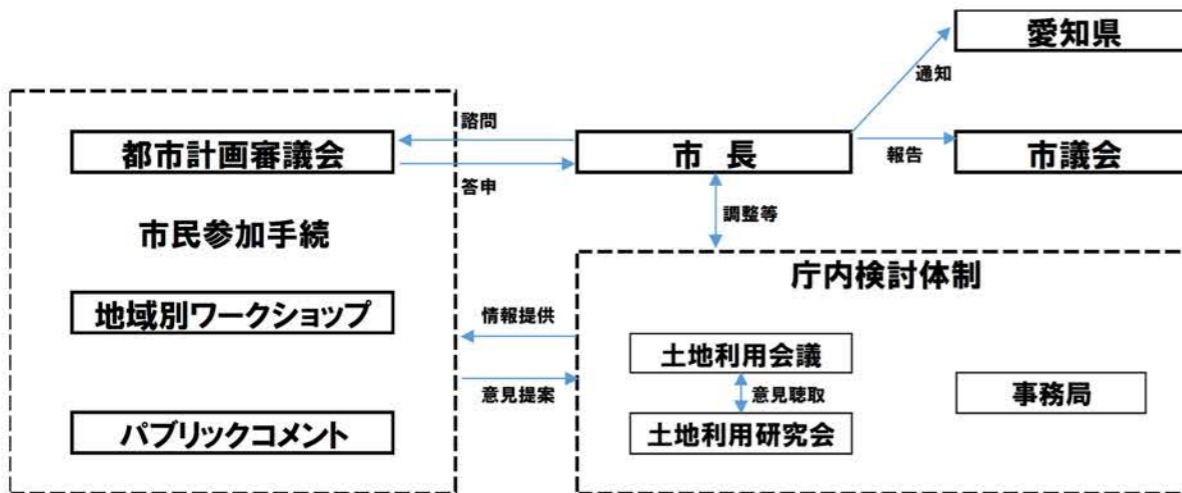 愛知県
通知
諮問
都市計画審議会
市 長
報告
市議会
答申
調整等
市民参加手続
庁内検討体制
地域別ワークショップ
情報提供
土地利用会議
意見提案
意見聴取
事務局
パブリックコメント
土地利用研究会